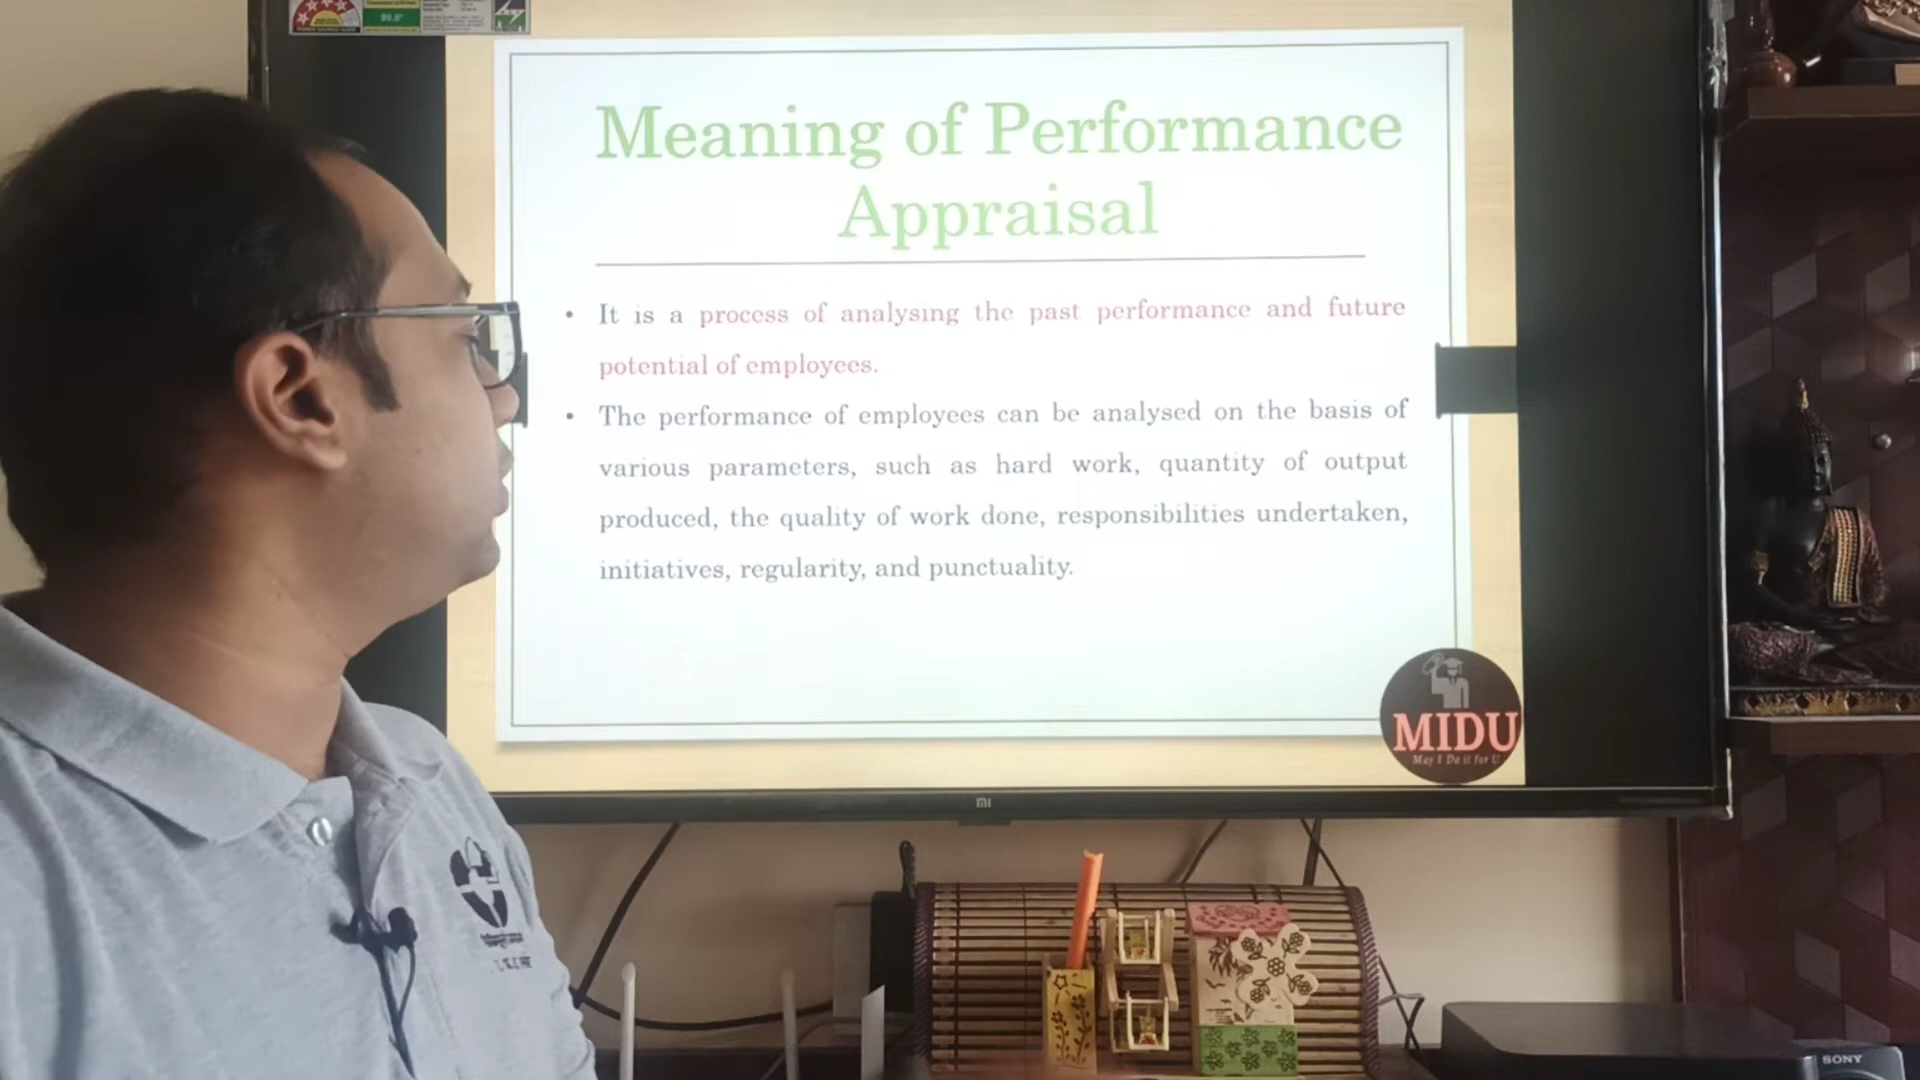 Meaning of Performance
Appraisal
• It is a process of analysing the past performance and future
potential of employees.
• The performance of employees can be analysed on the basis of
various parameters, such as hard work, quantity of output
produced, the quality of work done, responsibilities undertaken,
initiatives, regularity, and punctuality.
MIDU
May I Do it for U
mi
SONY